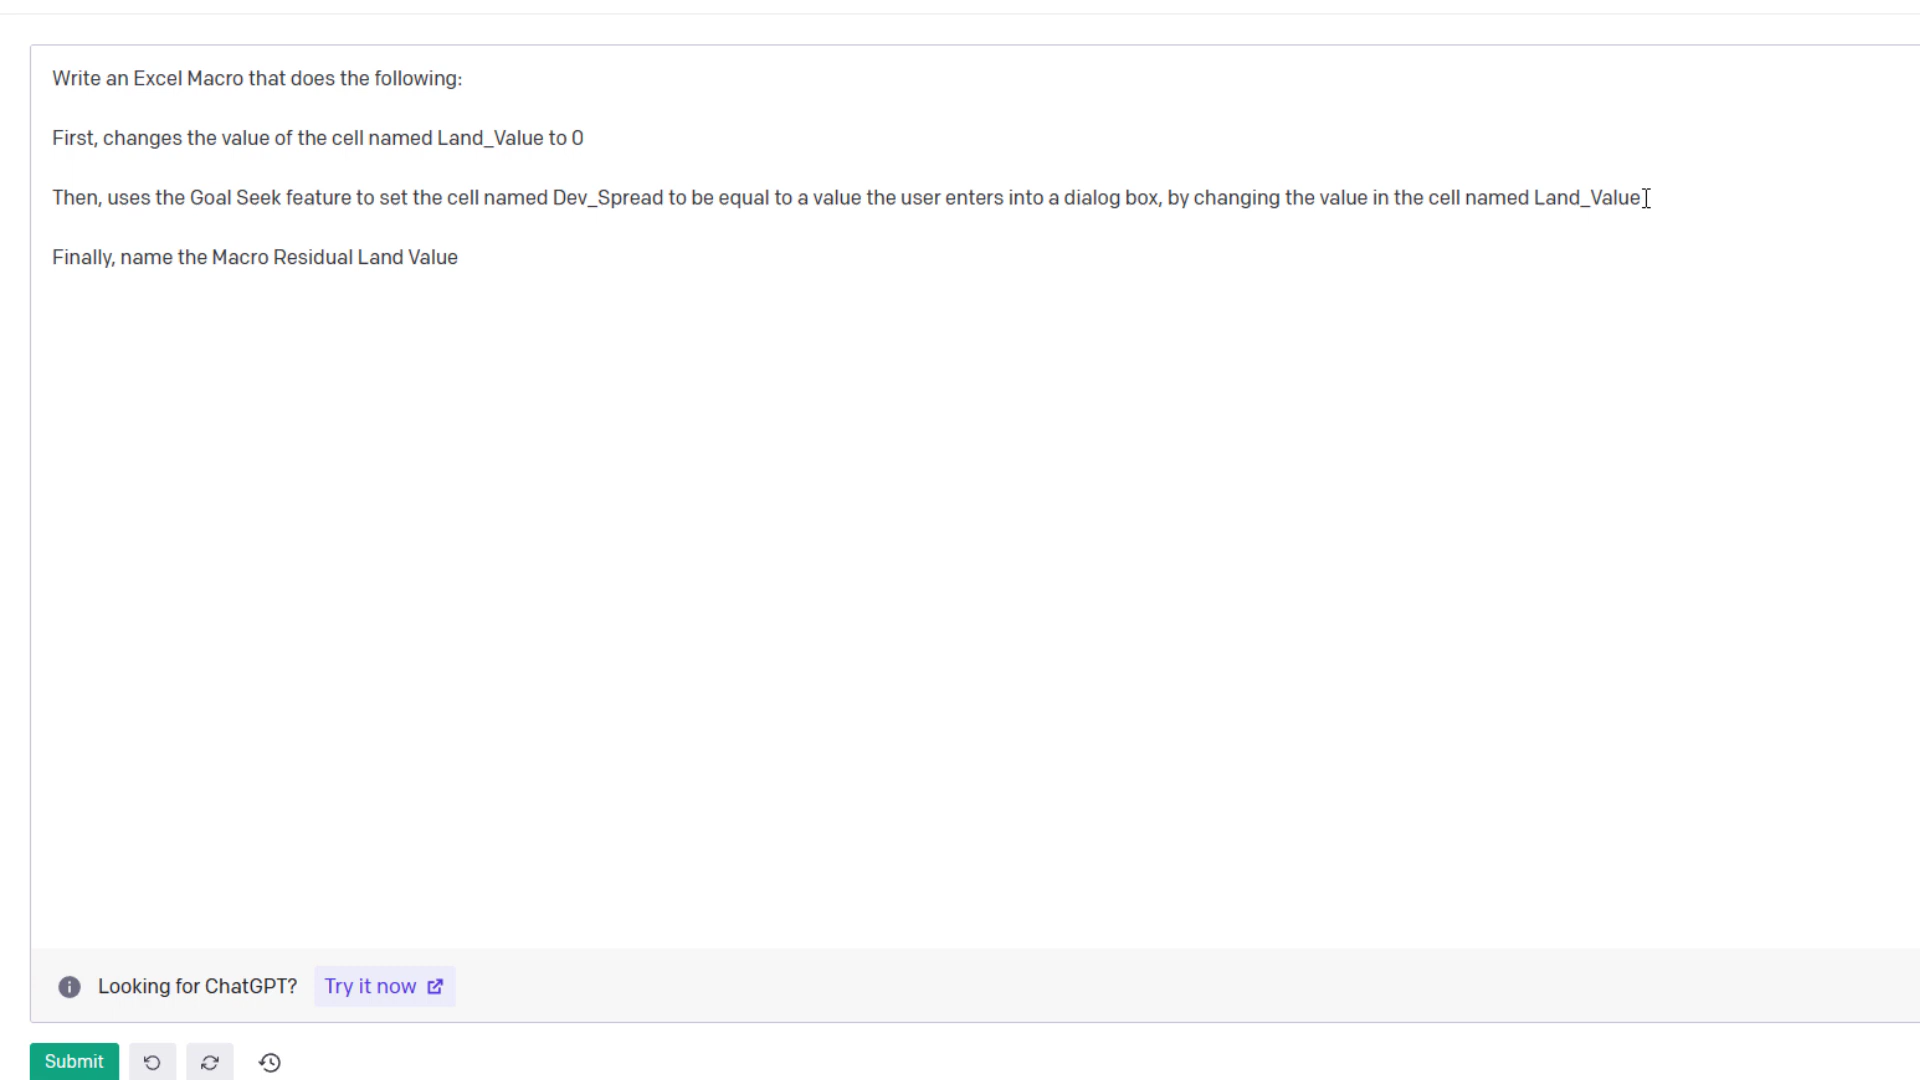 Write an Excel Macro that does the following:
First, changes the value of the cell named Land_Value to 0
Then, uses the Goal Seek feature to set the cell named Dev_Spread to be equal to a value the user enters into a dialog box, by changing the value in the cell named Land_Value
Finally, name the Macro Residual Land Value
Looking for ChatGPT? Try it now
Submit